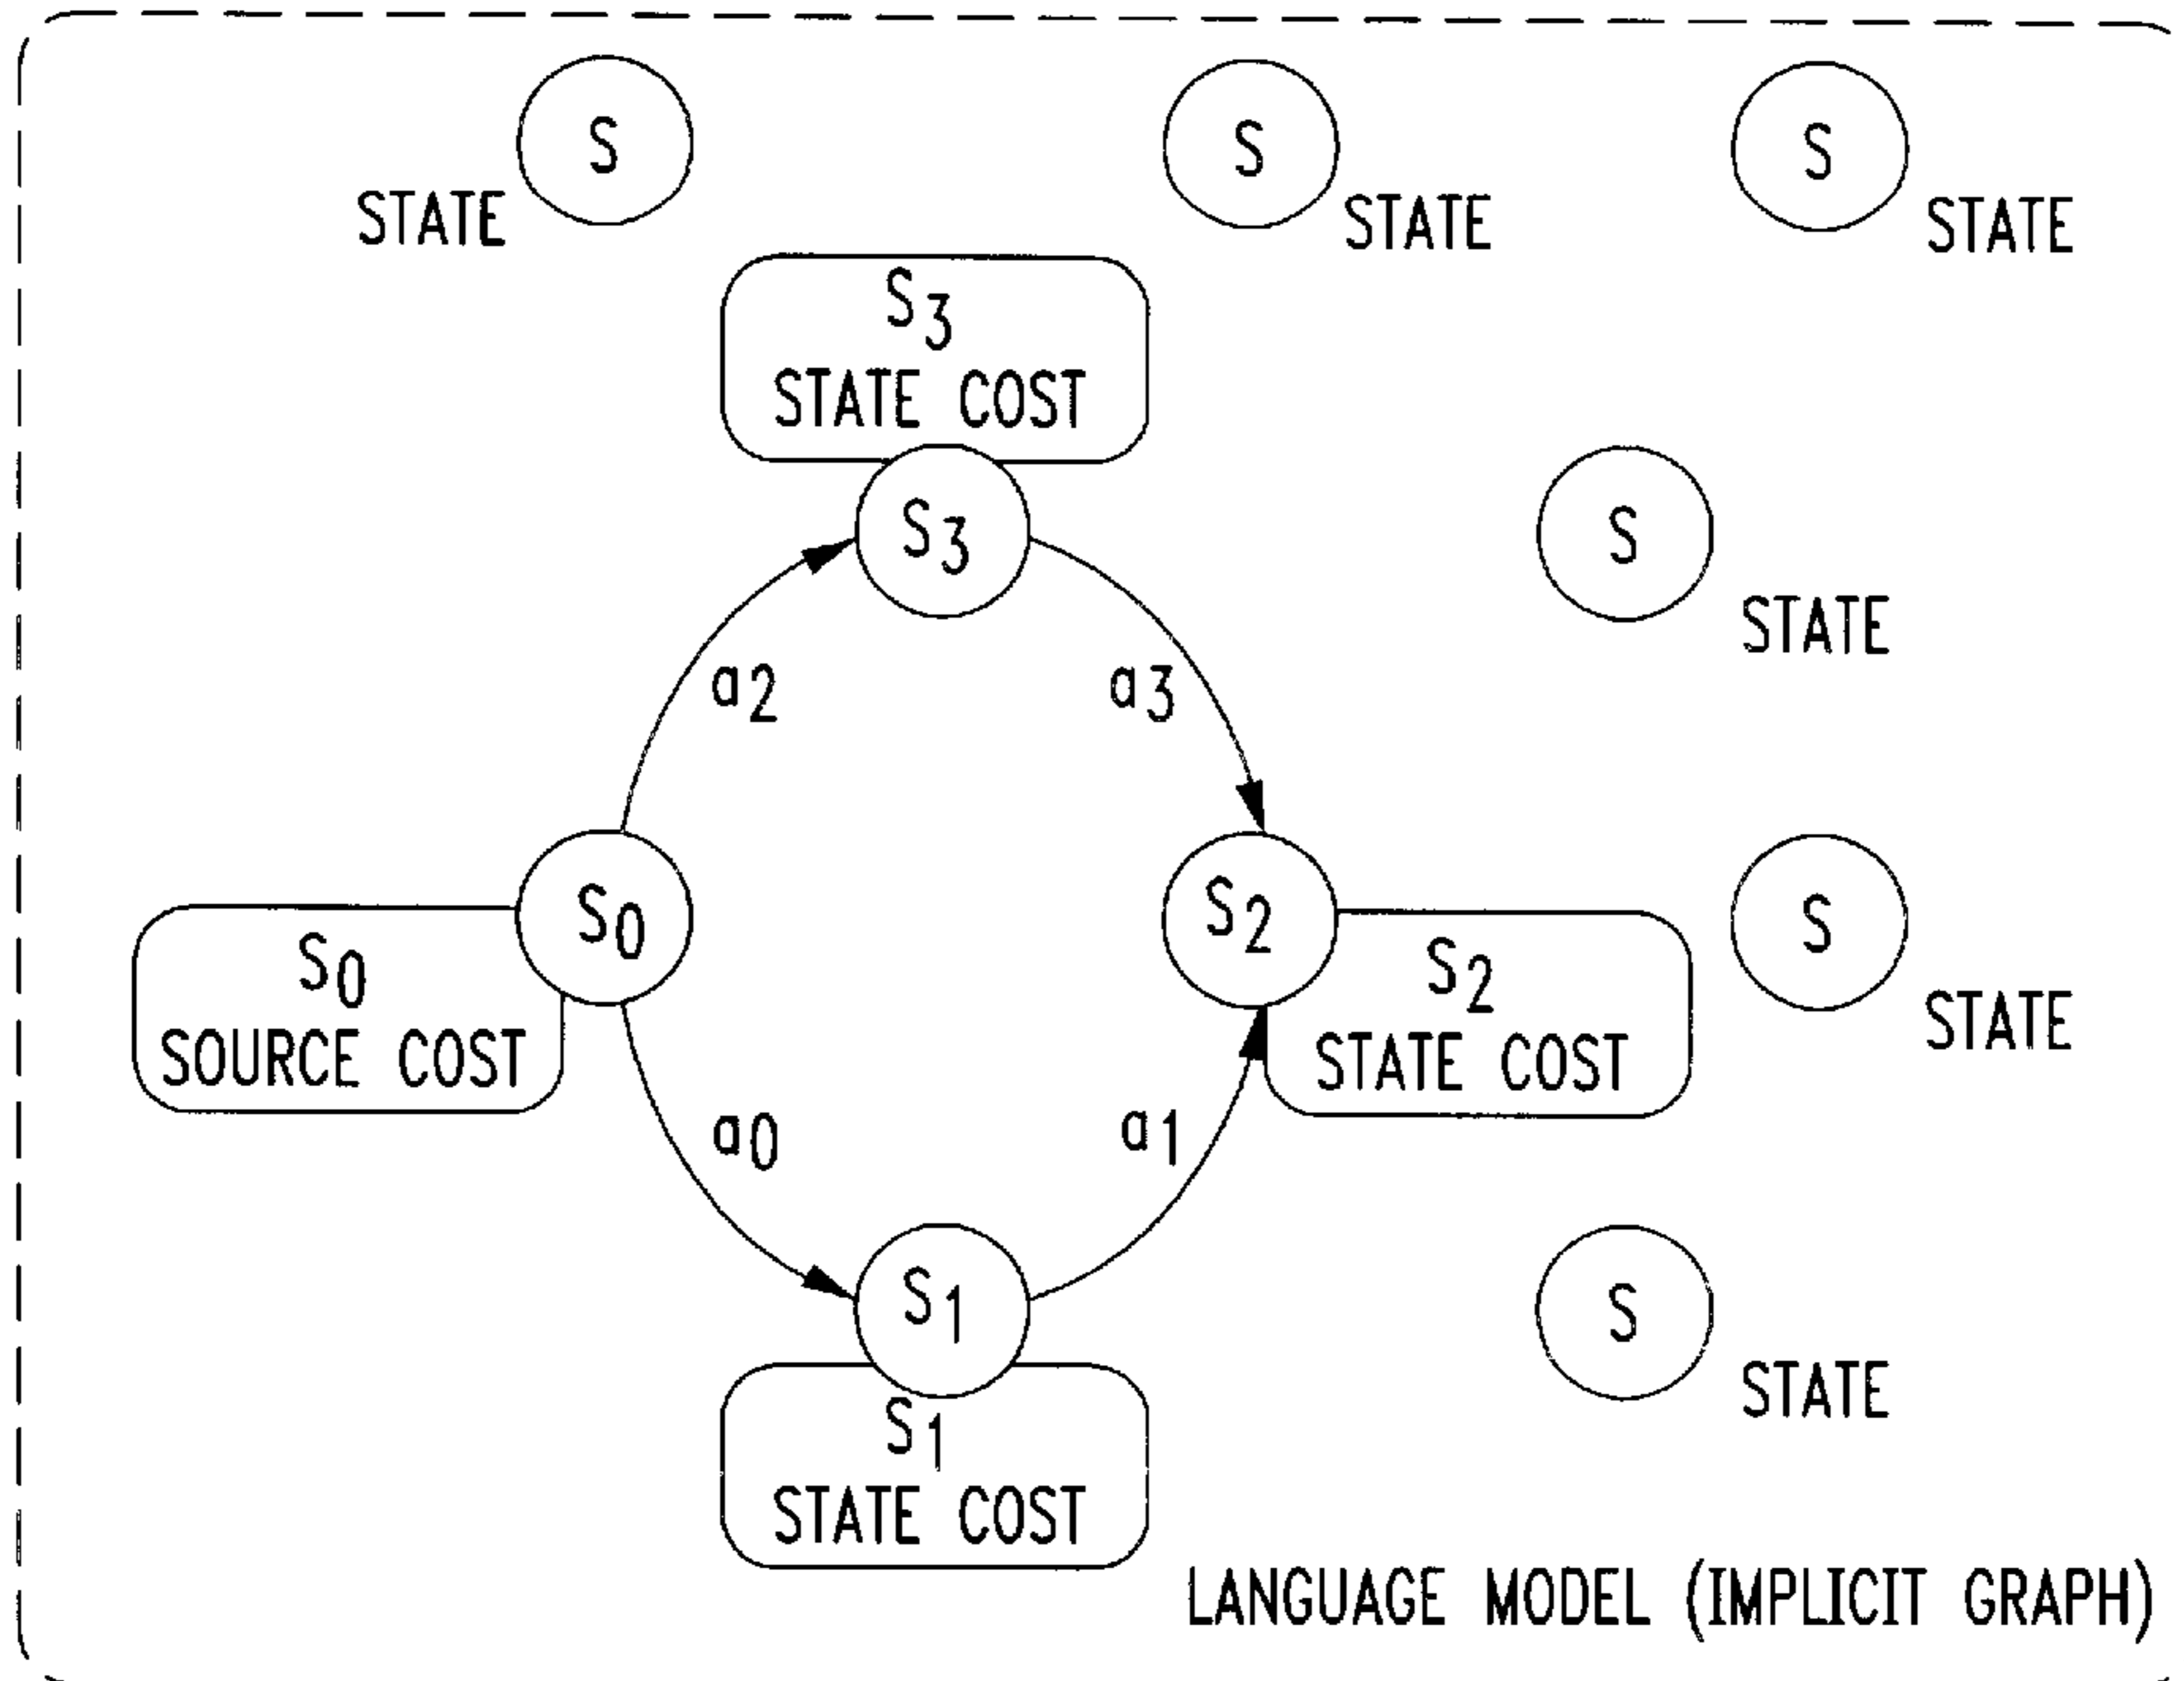 S
S
S
STATE
STATE
STATE
S3
STATE COST
S3
S
STATE
a2
a3
S0
S2
S
S0
SOURCE COST
S2
STATE COST
STATE
a0
a1
S1
S
STATE
S1
STATE COST
LANGUAGE MODEL (IMPLICIT GRAPH)